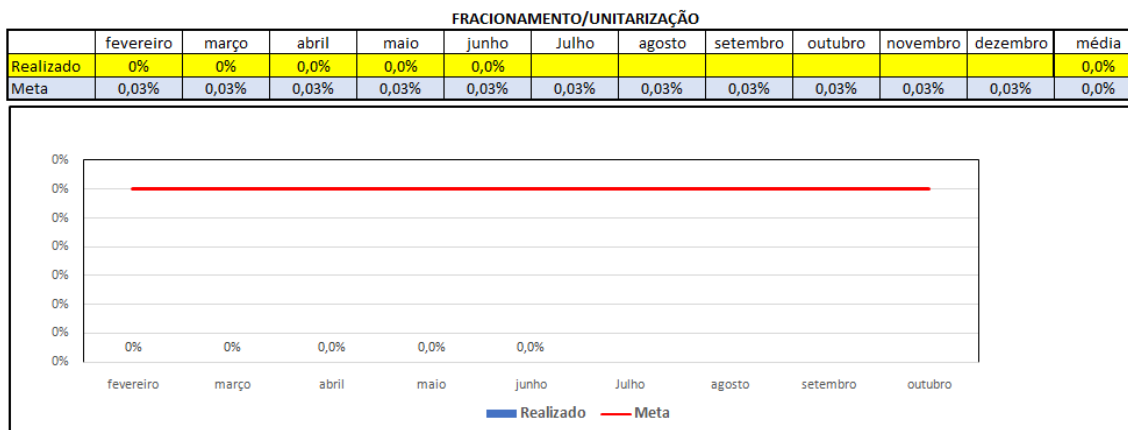 FRACIONAMENTO/UNITARIZAÇÃO
fevereiro março abril maio junho Julho agosto setembro outubro novembro dezembro média
Realizado 0% 0% 0,0% 0,0% 0,0% 0,0%
Meta 0,03% 0,03% 0,03% 0,03% 0,03% 0,03% 0,03% 0,03% 0,03% 0,03% 0,03% 0,0%
0%
0%
0%
0%
0%
0%
0%
0% 0% 0,0% 0,0% 0,0%
0%
fevereiro março abril maio junho Julho agosto setembro outubro
Realizado Meta